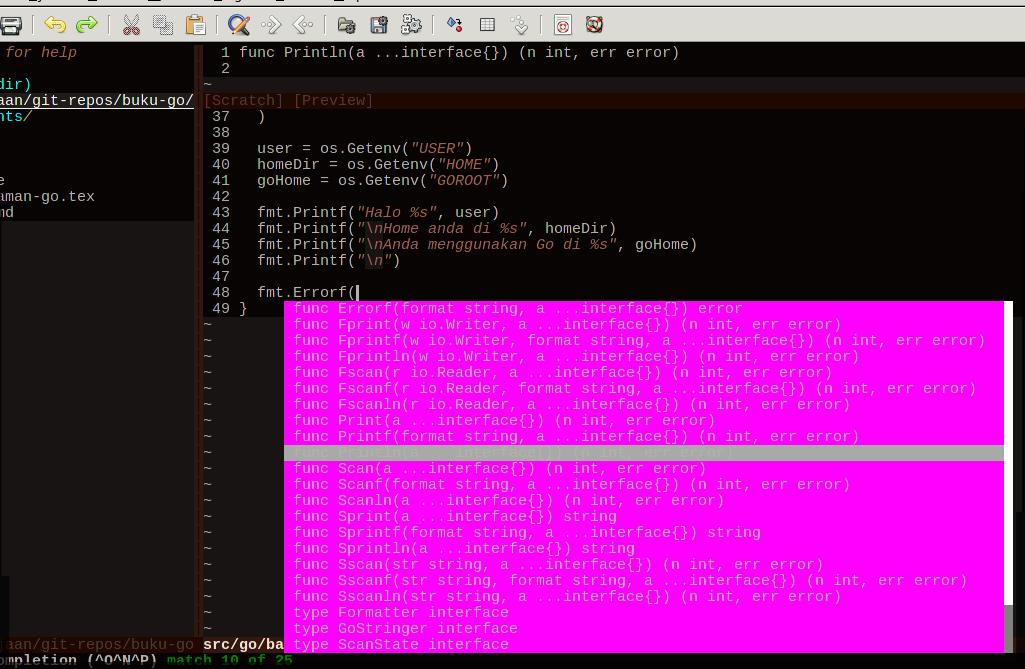 for help
dir)
aan/git-repos/buku-go/
nts/
e
aman-go.tex
md
1 func Println(a ...interface{}) (n int, err error)
2
~
[Scratch] [Preview]
37 )
38
39 user = os.Getenv("USER")
40 homeDir = os.Getenv("HOME")
41 goHome = os.Getenv("GOROOT")
42
43 fmt.Printf("Halo %s", user)
44 fmt.Printf("\nHome anda di %s", homeDir)
45 fmt.Printf("\nAnda menggunakan Go di %s", goHome)
46 fmt.Printf("\n")
47
48 fmt.Errorf(
49 }
func Errorf(format string, a ...interface{}) error
~ func Fprint(w io.Writer, a ...interface{}) (n int, err error)
~ func Fprintf(w io.Writer, format string, a ...interface{}) (n int, err error)
~ func Fprintln(w io.Writer, a ...interface{}) (n int, err error)
~ func Fscan(r io.Reader, a ...interface{}) (n int, err error)
~ func Fscanf(r io.Reader, format string, a ...interface{}) (n int, err error)
~ func Fscanln(r io.Reader, a ...interface{}) (n int, err error)
~ func Print(a ...interface{}) (n int, err error)
~ func Printf(format string, a ...interface{}) (n int, err error)
~ func Println(a ...interface{}) (n int, err error)
~ func Scan(a ...interface{}) (n int, err error)
~ func Scanf(format string, a ...interface{}) (n int, err error)
~ func Scanln(a ...interface{}) (n int, err error)
~ func Sprint(a ...interface{}) string
~ func Sprintf(format string, a ...interface{}) string
~ func Sprintln(a ...interface{}) string
~ func Sscan(str string, a ...interface{}) (n int, err error)
~ func Sscanf(str string, format string, a ...interface{}) (n int, err error)
~ func Sscanln(str string, a ...interface{}) (n int, err error)
~ type Formatter interface
~ type GoStringer interface
type ScanState interface
aan/git-repos/buku-go src/go/ba
ompletion (^O^N^P) match 10 of 25